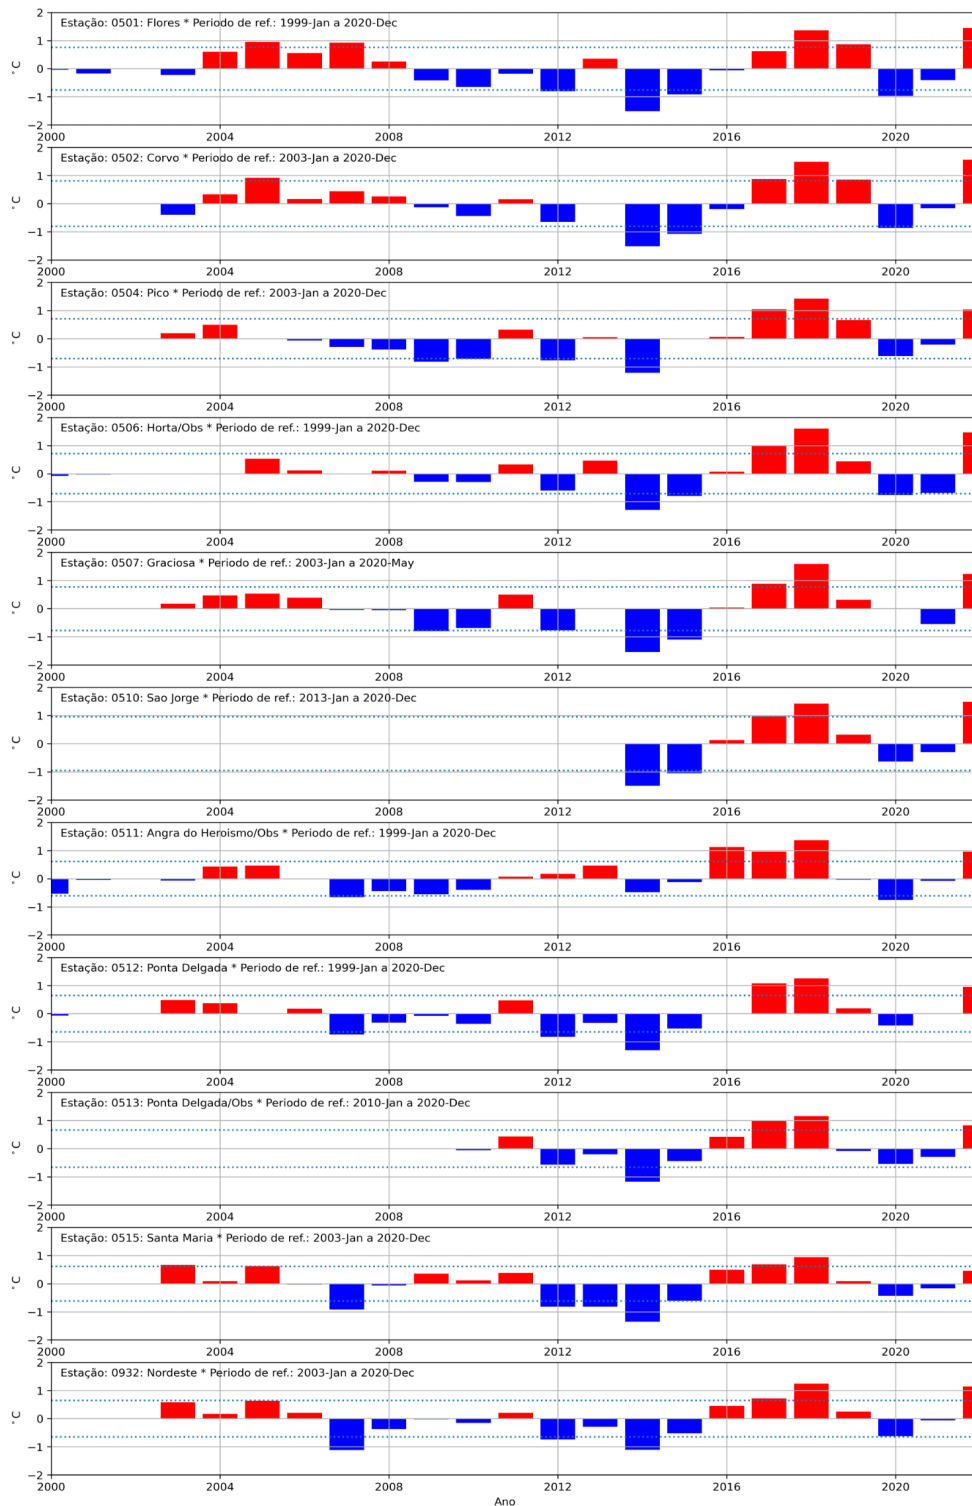 Estação: 0501: Flores * Periodo de ref.: 1999-Jan a 2020-Dec
2
1
0
−1
−2
°C
2000 2004 2008 2012 2016 2020
Estação: 0502: Corvo * Periodo de ref.: 2003-Jan a 2020-Dec
2
1
0
−1
−2
°C
2000 2004 2008 2012 2016 2020
Estação: 0504: Pico * Periodo de ref.: 2003-Jan a 2020-Dec
2
1
0
−1
−2
°C
2000 2004 2008 2012 2016 2020
Estação: 0506: Horta/Obs * Periodo de ref.: 1999-Jan a 2020-Dec
2
1
0
−1
−2
°C
2000 2004 2008 2012 2016 2020
Estação: 0507: Graciosa * Periodo de ref.: 2003-Jan a 2020-May
2
1
0
−1
−2
°C
2000 2004 2008 2012 2016 2020
Estação: 0510: Sao Jorge * Periodo de ref.: 2013-Jan a 2020-Dec
2
1
0
−1
−2
°C
2000 2004 2008 2012 2016 2020
Estação: 0511: Angra do Heroismo/Obs * Periodo de ref.: 1999-Jan a 2020-Dec
2
1
0
−1
−2
°C
2000 2004 2008 2012 2016 2020
Estação: 0512: Ponta Delgada * Periodo de ref.: 1999-Jan a 2020-Dec
2
1
0
−1
−2
°C
2000 2004 2008 2012 2016 2020
Estação: 0513: Ponta Delgada/Obs * Periodo de ref.: 2010-Jan a 2020-Dec
2
1
0
−1
−2
°C
2000 2004 2008 2012 2016 2020
Estação: 0515: Santa Maria * Periodo de ref.: 2003-Jan a 2020-Dec
2
1
0
−1
−2
°C
2000 2004 2008 2012 2016 2020
Estação: 0932: Nordeste * Periodo de ref.: 2003-Jan a 2020-Dec
2
1
0
−1
−2
°C
2000 2004 2008 2012 2016 2020
Ano